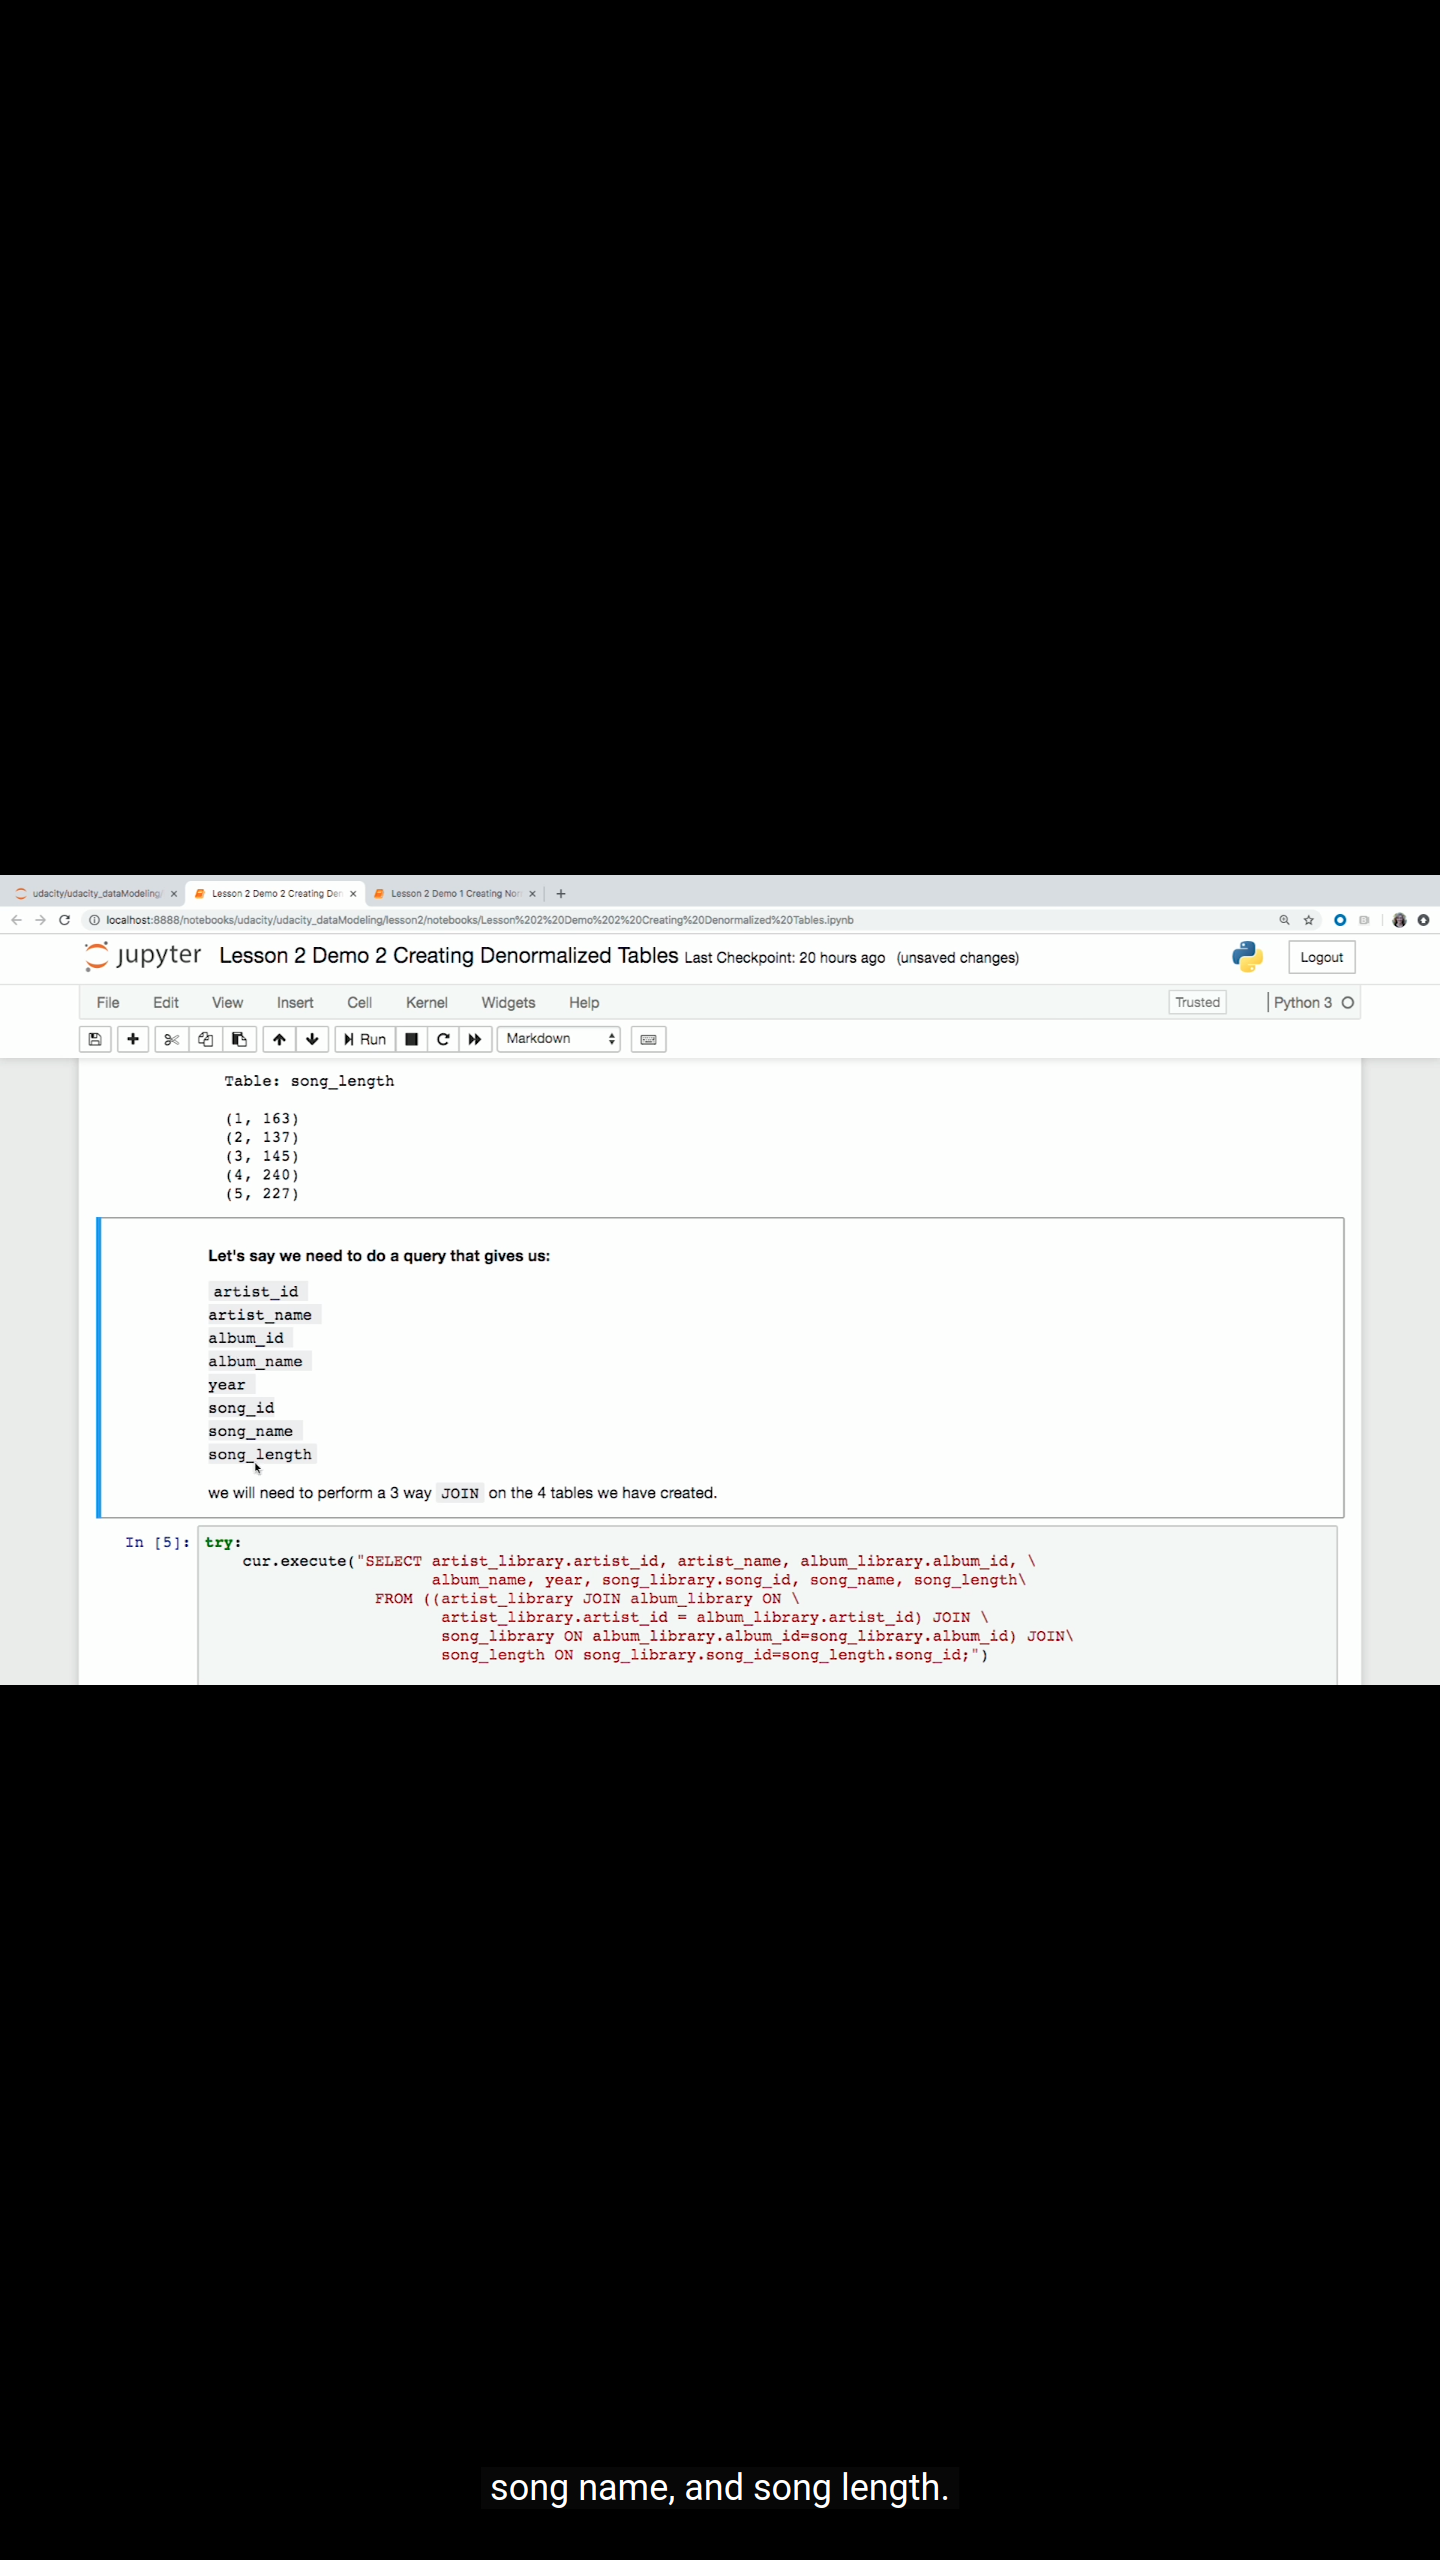 udacity/udacity_dataModeling/
Lesson 2 Demo 2 Creating Den
Lesson 2 Demo 1 Creating Nor
localhost:8888/notebooks/udacity/udacity_dataModeling/lesson2/notebooks/Lesson%202%20Demo%202%20Creating%20Denormalized%20Tables.ipynb
jupyter Lesson 2 Demo 2 Creating Denormalized Tables Last Checkpoint: 20 hours ago (unsaved changes) Logout
File Edit View Insert Cell Kernel Widgets Help Trusted Python 3
Run Markdown
Table: song_length
(1, 163)
(2, 137)
(3, 145)
(4, 240)
(5, 227)
Let's say we need to do a query that gives us:
artist_id
artist_name
album_id
album_name
year
song_id
song_name
song_length
we will need to perform a 3 way JOIN on the 4 tables we have created.
In [5]: try:
cur.execute("SELECT artist_library.artist_id, artist_name, album_library.album_id, \
album_name, year, song_library.song_id, song_name, song_length\
FROM ((artist_library JOIN album_library ON \
artist_library.artist_id = album_library.artist_id) JOIN \
song_library ON album_library.album_id=song_library.album_id) JOIN\
song_length ON song_library.song_id=song_length.song_id;")
song name, and song length.